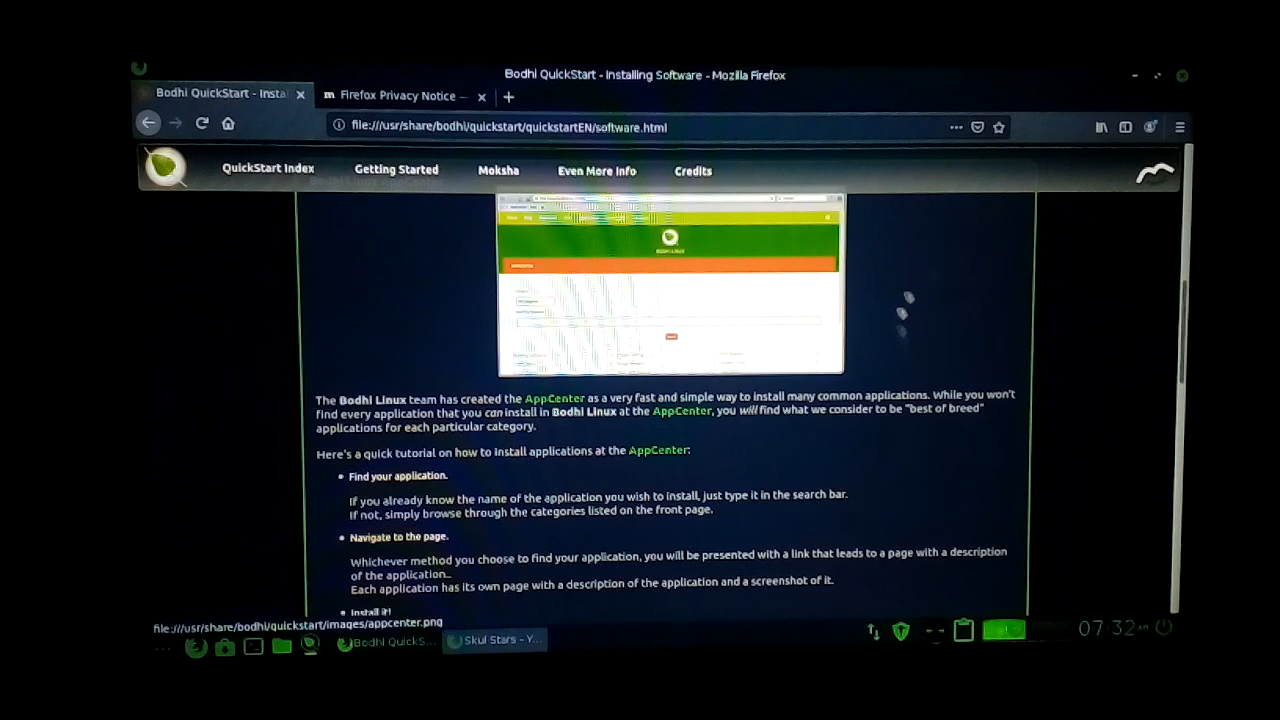 Bodhi QuickStart - Installing Software - Mozilla Firefox
Bodhi QuickStart - Insta
Firefox Privacy Notice —
file:///usr/share/bodhi/quickstart/quickstartEN/software.html
QuickStart Index Getting Started Moksha Even More Info Credits
Bodhi Linux AppCenter
BODHI LINUX
The Bodhi Linux team has created the AppCenter as a very fast and simple way to install many common applications. While you won't
find every application that you can install in Bodhi Linux at the AppCenter, you will find what we consider to be "best of breed"
applications for each particular category.
Here's a quick tutorial on how to install applications at the AppCenter:
• Find your application.
If you already know the name of the application you wish to install, just type it in the search bar.
If not, simply browse through the categories listed on the front page.
• Navigate to the page.
Whichever method you choose to find your application, you will be presented with a link that leads to a page with a description
of the application...
Each application has its own page with a description of the application and a screenshot of it.
• Install it!
file:///usr/share/bodhi/quickstart/images/appcenter.png
Bodhi QuickS...
Skul Stars - Y...
07:32 AM